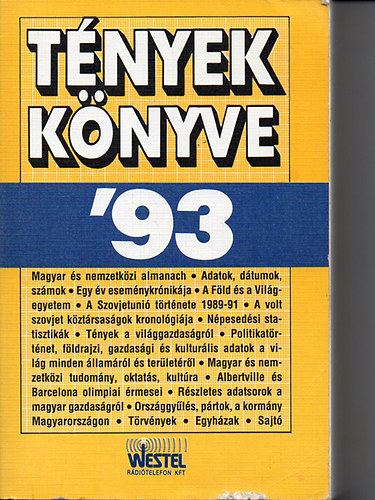 TÉNYEK
KÖNYVE
'93
Magyar és nemzetközi almanach • Adatok, dátumok,
számok • Egy év eseménykrónikája • A Föld és a Világ-
egyetem • A Szovjetunió története 1989-91 • A volt
szovjet köztársaságok kronológiája • Népesedési sta-
tisztikák • Tények a világgazdaságról • Politikatör-
ténet, földrajzi, gazdasági és kulturális adatok a vi-
lág minden államáról és területéről • Magyar és nem-
zetközi tudomány, oktatás, kultúra • Albertville és
Barcelona olimpiai érmesei • Részletes adatsorok a
magyar gazdaságról • Országgyűlés, pártok, a kormány
Magyarországon • Törvények • Egyházak • Sajtó
WESTEL
RÁDIÓTELEFON KFT